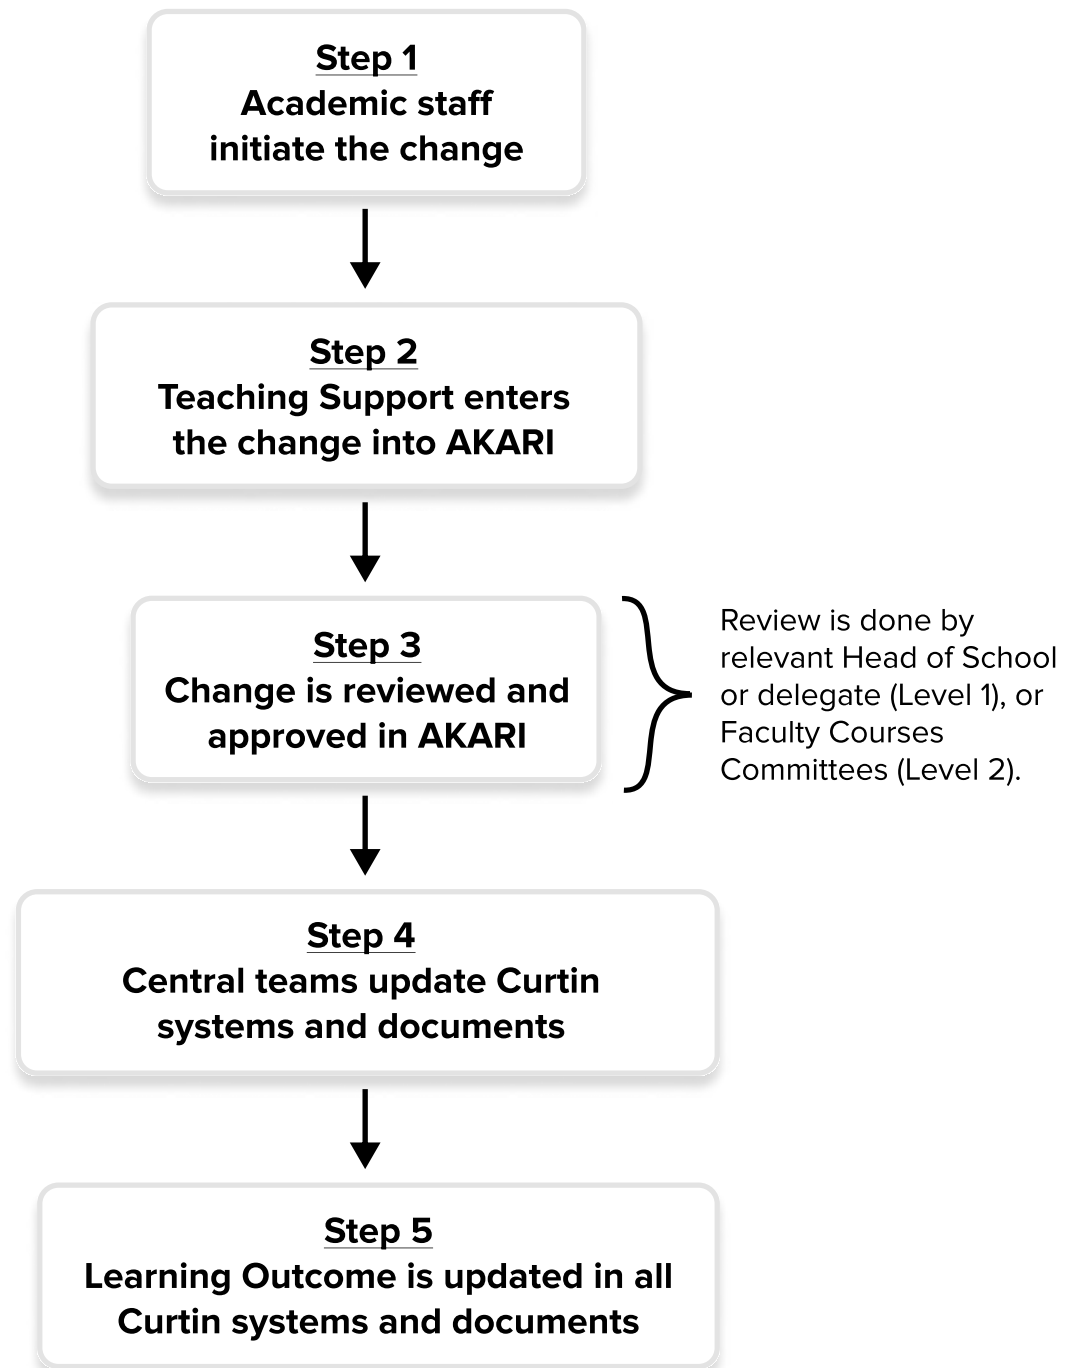 Step 1
Academic staff
initiate the change
Step 2
Teaching Support enters
the change into AKARI
Step 3
Change is reviewed and
approved in AKARI
Review is done by
relevant Head of School
or delegate (Level 1), or
Faculty Courses
Committees (Level 2).
Step 4
Central teams update Curtin
systems and documents
Step 5
Learning Outcome is updated in all
Curtin systems and documents